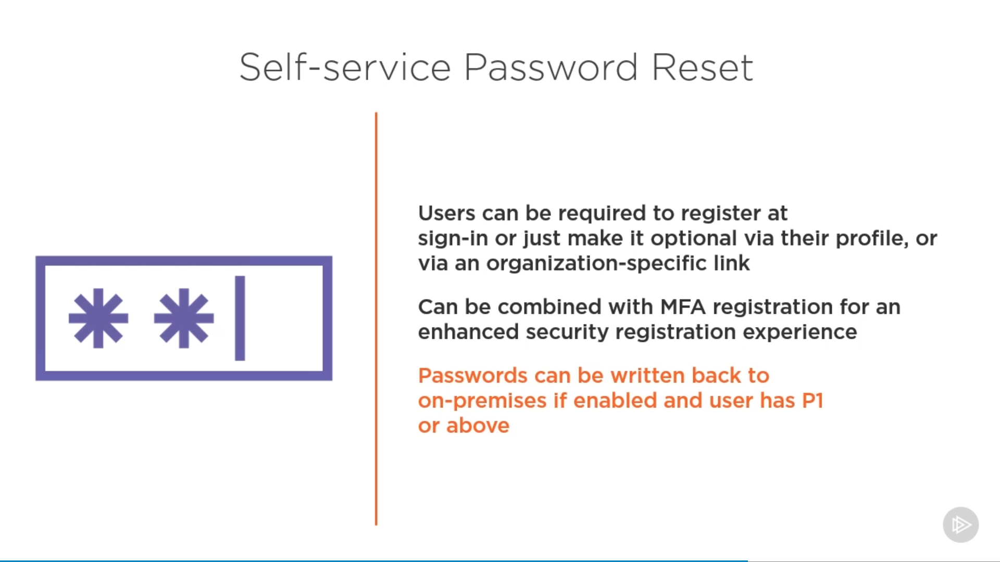 Self-service Password Reset
Users can be required to register at
sign-in or just make it optional via their profile, or
via an organization-specific link
Can be combined with MFA registration for an
enhanced security registration experience
Passwords can be written back to
on-premises if enabled and user has P1
or above